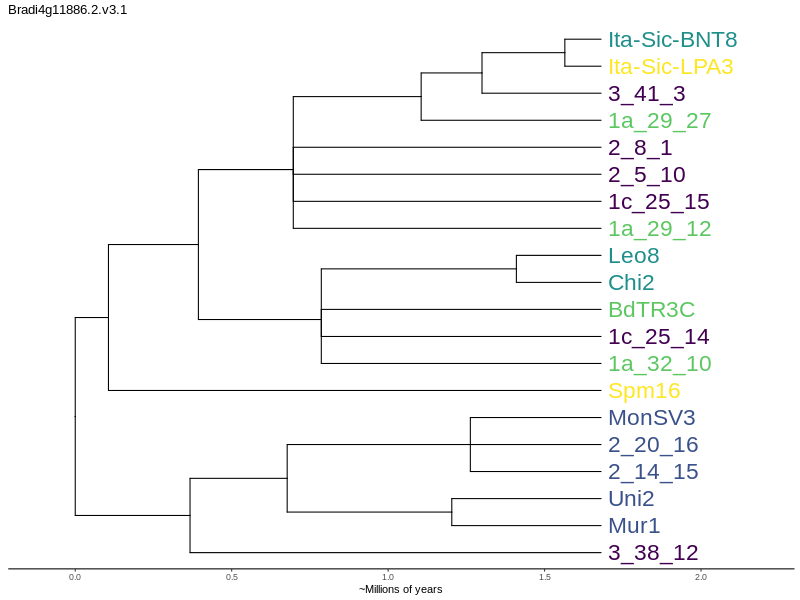 Bradi4g11886.2.v3.1
Ita-Sic-BNT8
Ita-Sic-LPA3
3_41_3
1a_29_27
2_8_1
2_5_10
1c_25_15
1a_29_12
Leo8
Chi2
BdTR3C
1c_25_14
1a_32_10
Spm16
MonSV3
2_20_16
2_14_15
Uni2
Mur1
3_38_12
0.0 0.5 1.0 1.5 2.0
~Millions of years